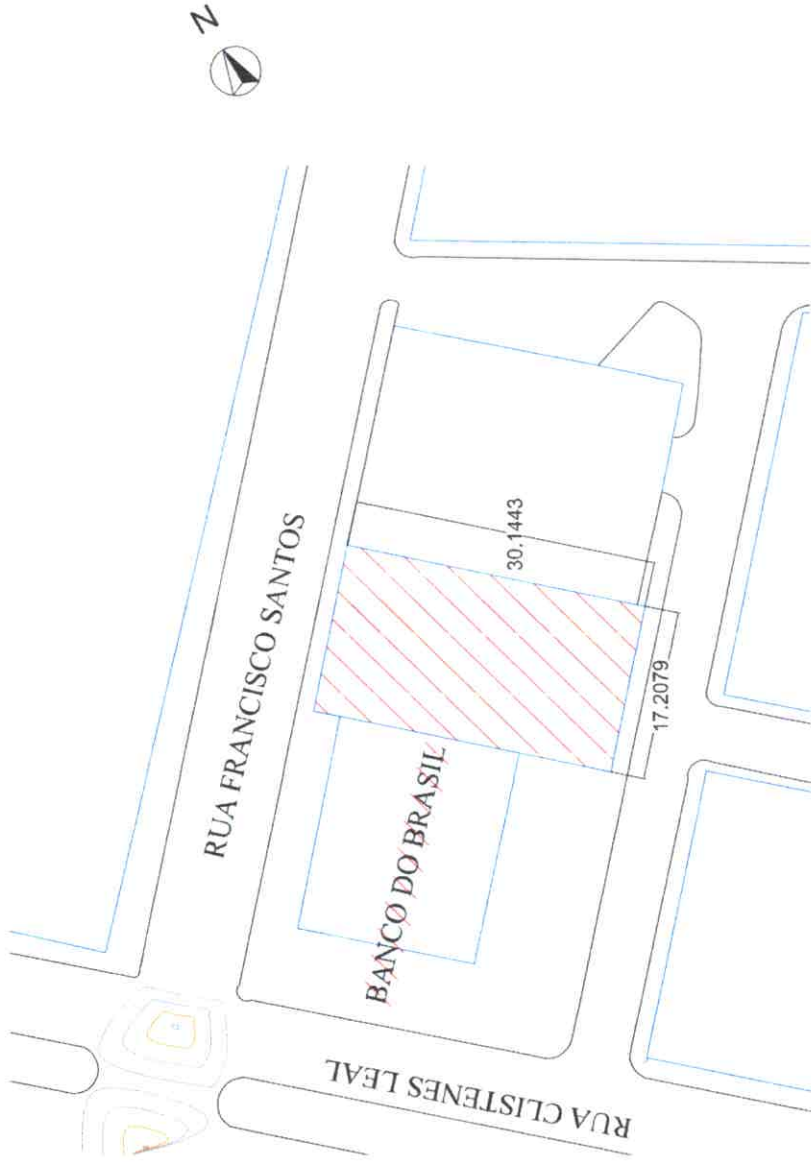 N
RUA FRANCISCO SANTOS
30.1443
17.2079
BANCO DO BRASIL
RUA CLISTENES LEAL